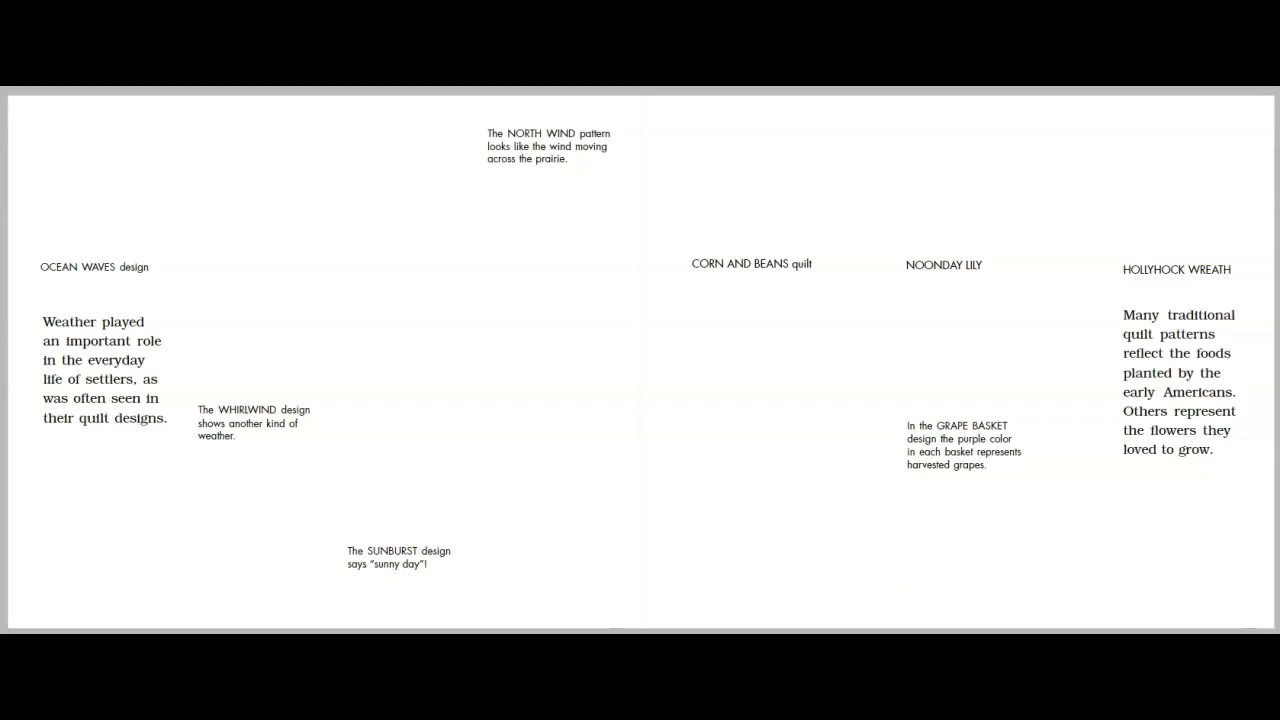 The NORTH WIND pattern
looks like the wind moving
across the prairie.
OCEAN WAVES design
Weather played
an important role
in the everyday
life of settlers, as
was often seen in
their quilt designs.
The WHIRLWIND design
shows another kind of
weather.
The SUNBURST design
says “sunny day”!
CORN AND BEANS quilt
NOONDAY LILY
HOLLYHOCK WREATH
Many traditional
quilt patterns
reflect the foods
planted by the
early Americans.
Others represent
the flowers they
loved to grow.
In the GRAPE BASKET
design the purple color
in each basket represents
harvested grapes.